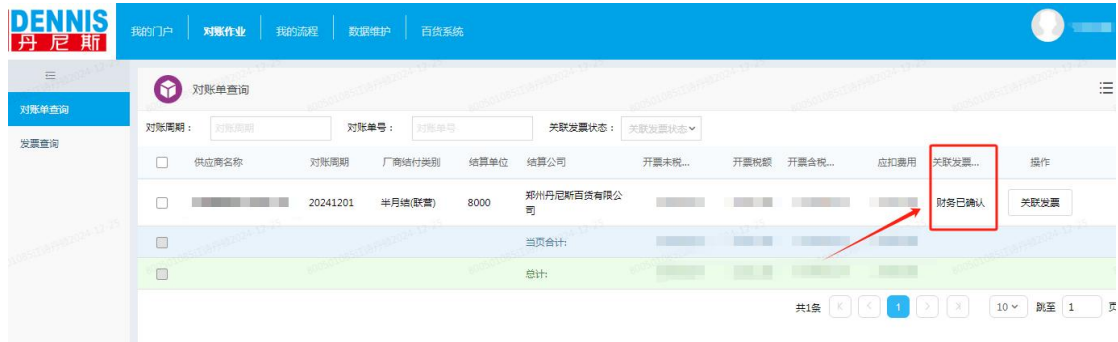 DENNIS
丹尼斯
我的门户 对账作业 我的流程 数据维护 百货系统
对账单查询
对账单查询
发票查询
对账周期： 对账周期 对账单号： 对账单号 关联发票状态： 关联发票状态
供应商名称 对账周期 厂商结付类别 结算单位 结算公司 开票未税... 开票税额 开票含税... 应扣费用 关联发票... 操作
20241201 半月结(联营) 8000 郑州丹尼斯百货有限公
司 财务已确认 关联发票
当页合计:
总计:
共1条 1 10 跳至 1 页